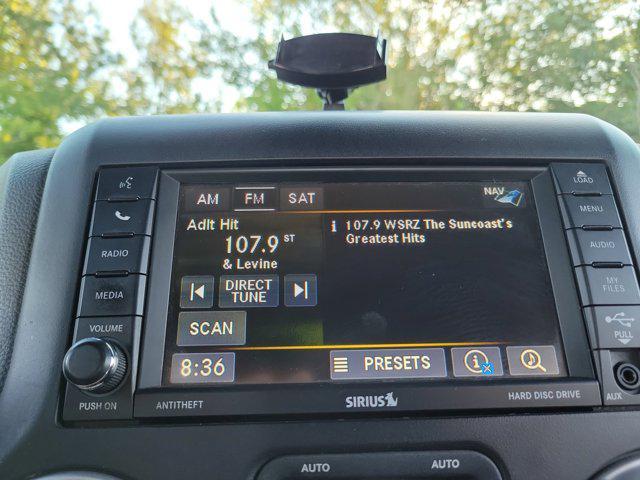 AM FM SAT NAV
Adlt Hit
107.9 ST
& Levine
i 107.9 WSRZ The Suncoast's
Greatest Hits
DIRECT
TUNE
SCAN
8:36
PRESETS
i
RADIO
MEDIA
VOLUME
PUSH ON
ANTITHEFT
SIRIUS
HARD DISC DRIVE
LOAD
MENU
AUDIO
MY
FILES
PULL
AUX
AUTO AUTO